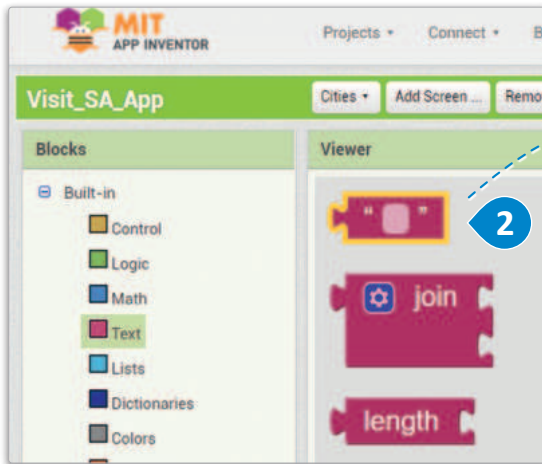 MIT
APP INVENTOR
Projects
Connect
B
Visit_SA_App
Cities
Add Screen ...
Remo
Blocks
Viewer
Built-in
Control
Logic
Math
Text
Lists
Dictionaries
Colors
" "
2
join
length